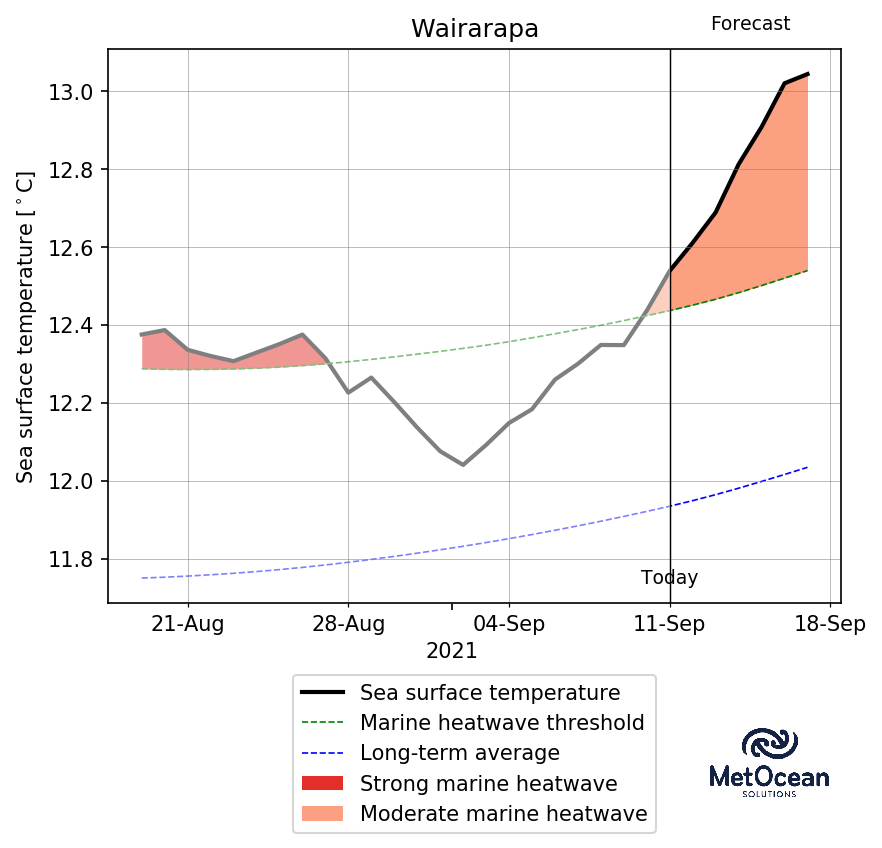 Wairarapa
Forecast
Sea surface temperature [°C]
13.0
12.8
12.6
12.4
12.2
12.0
11.8
Today
21-Aug
28-Aug
04-Sep
11-Sep
18-Sep
2021
Sea surface temperature
Marine heatwave threshold
Long-term average
Strong marine heatwave
Moderate marine heatwave
MetOcean
SOLUTIONS